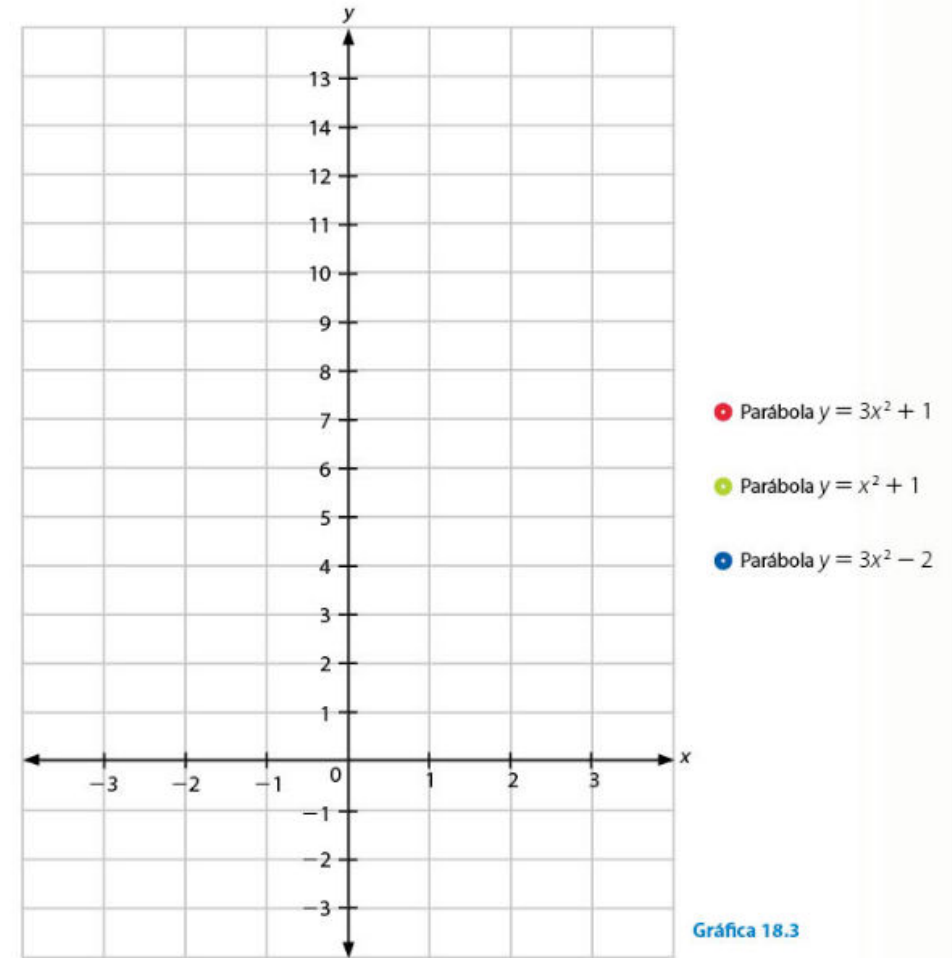 y
13
14
12
11
10
9
8
7
6
5
4
3
2
1
−3 −2 −1 0 1 2 3 x
−1
−2
−3
Parábola y = 3x² + 1
Parábola y = x² + 1
Parábola y = 3x² − 2
Gráfica 18.3